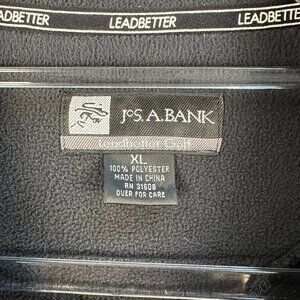 LEADBETTER LEADBETTER LEADBETTER
JoS. A. BANK
Leadbetter Golf
XL
100% POLYESTER
MADE IN CHINA
RN 31608
OVER FOR CARE